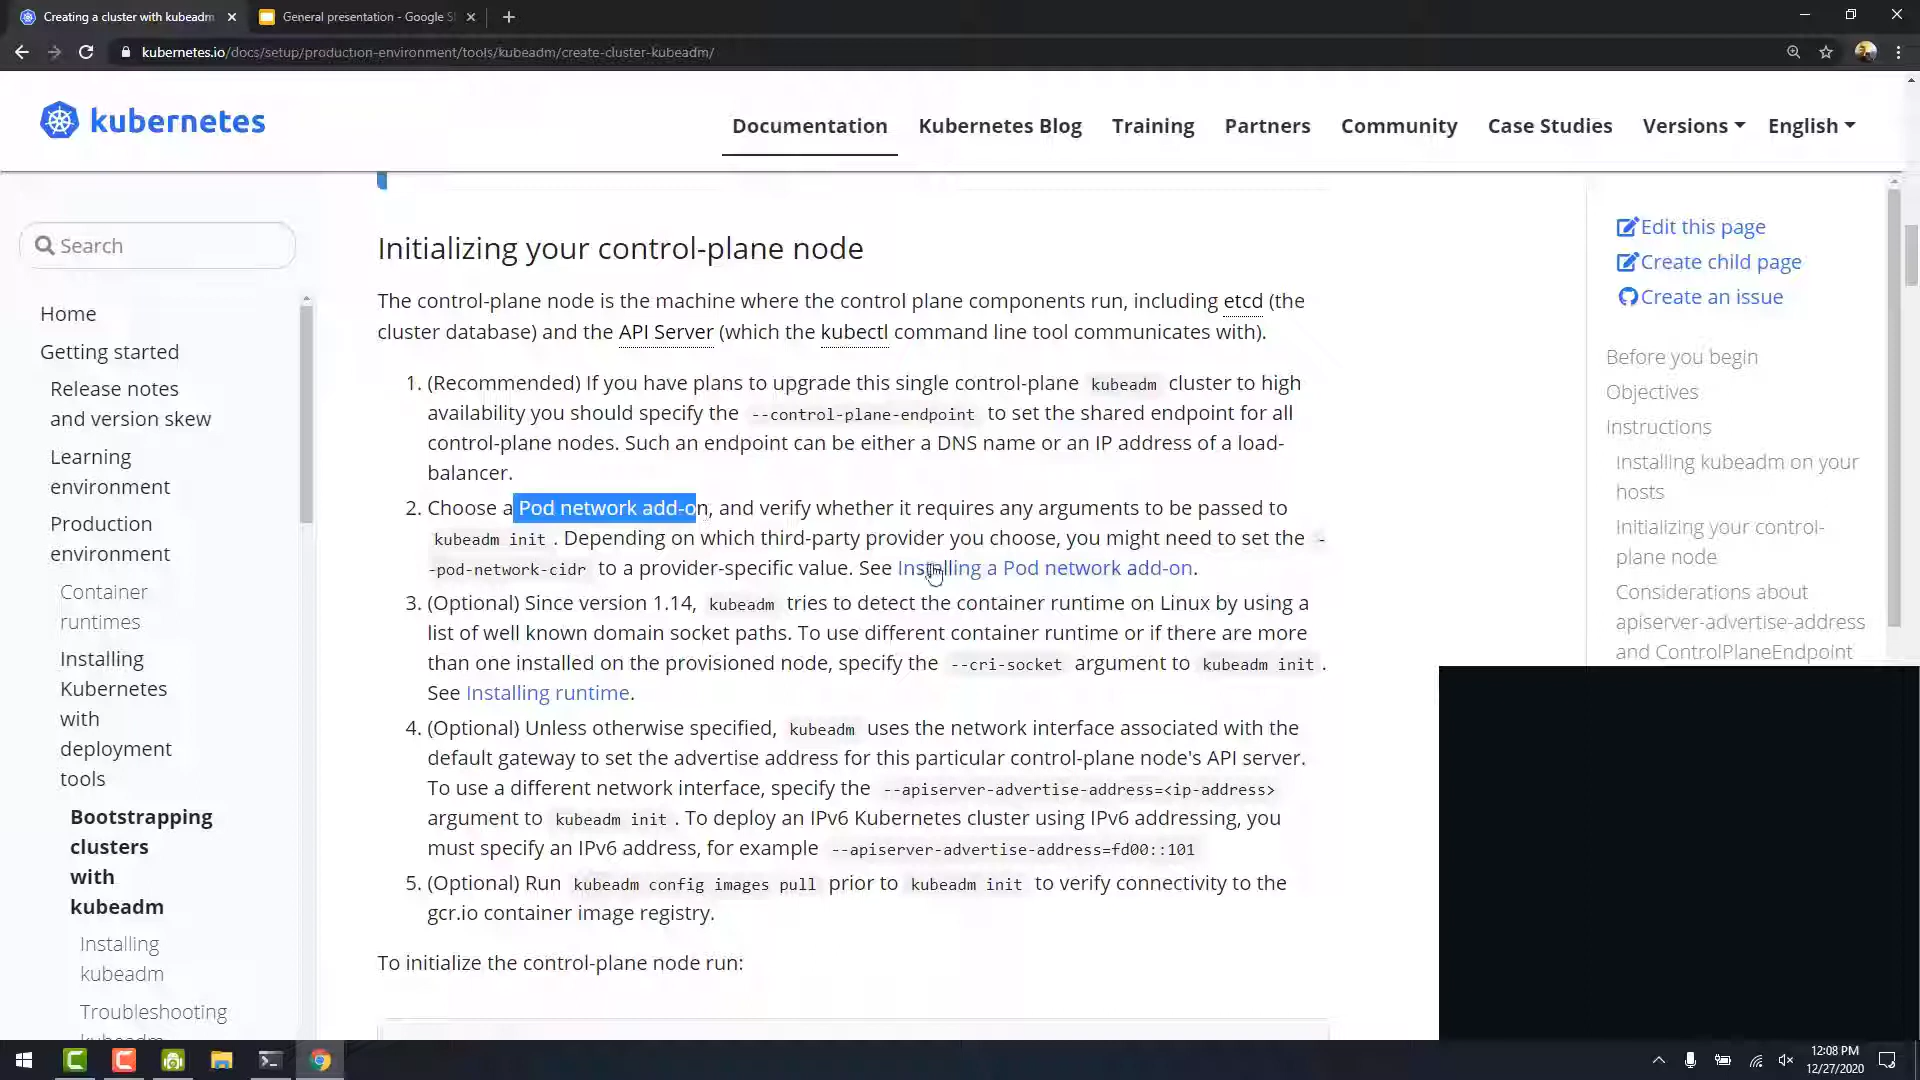 Creating a cluster with kubeadm
General presentation - Google Sl
kubernetes.io/docs/setup/production-environment/tools/kubeadm/create-cluster-kubeadm/
kubernetes
Documentation
Kubernetes Blog
Training
Partners
Community
Case Studies
Versions
English
Search
Home
Getting started
Release notes
and version skew
Learning
environment
Production
environment
Container
runtimes
Installing
Kubernetes
with
deployment
tools
Bootstrapping
clusters
with
kubeadm
Installing
kubeadm
Troubleshooting
kubeadm
Initializing your control-plane node
The control-plane node is the machine where the control plane components run, including etcd (the
cluster database) and the API Server (which the kubectl command line tool communicates with).
1. (Recommended) If you have plans to upgrade this single control-plane kubeadm cluster to high
availability you should specify the --control-plane-endpoint to set the shared endpoint for all
control-plane nodes. Such an endpoint can be either a DNS name or an IP address of a load-
balancer.
2. Choose a Pod network add-on, and verify whether it requires any arguments to be passed to
kubeadm init . Depending on which third-party provider you choose, you might need to set the -
-pod-network-cidr to a provider-specific value. See Installing a Pod network add-on.
3. (Optional) Since version 1.14, kubeadm tries to detect the container runtime on Linux by using a
list of well known domain socket paths. To use different container runtime or if there are more
than one installed on the provisioned node, specify the --cri-socket argument to kubeadm init .
See Installing runtime.
4. (Optional) Unless otherwise specified, kubeadm uses the network interface associated with the
default gateway to set the advertise address for this particular control-plane node's API server.
To use a different network interface, specify the --apiserver-advertise-address=<ip-address>
argument to kubeadm init . To deploy an IPv6 Kubernetes cluster using IPv6 addressing, you
must specify an IPv6 address, for example --apiserver-advertise-address=fd00::101
5. (Optional) Run kubeadm config images pull prior to kubeadm init to verify connectivity to the
gcr.io container image registry.
To initialize the control-plane node run:
Edit this page
Create child page
Create an issue
Before you begin
Objectives
Instructions
Installing kubeadm on your
hosts
Initializing your control-
plane node
Considerations about
apiserver-advertise-address
and ControlPlaneEndpoint
12:08 PM
12/27/2020